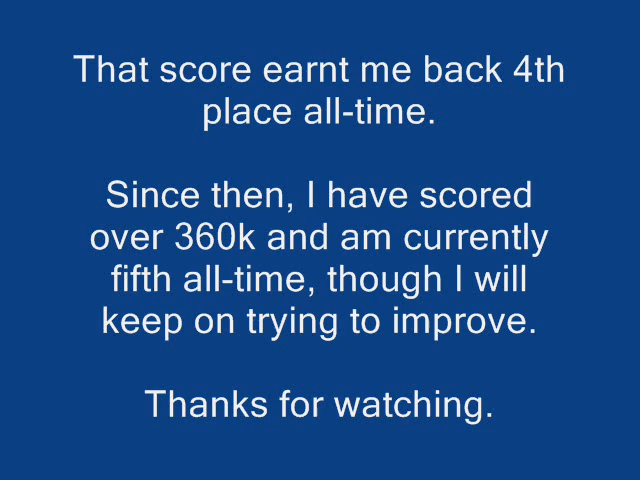 That score earnt me back 4th
place all-time.
Since then, I have scored
over 360k and am currently
fifth all-time, though I will
keep on trying to improve.
Thanks for watching.